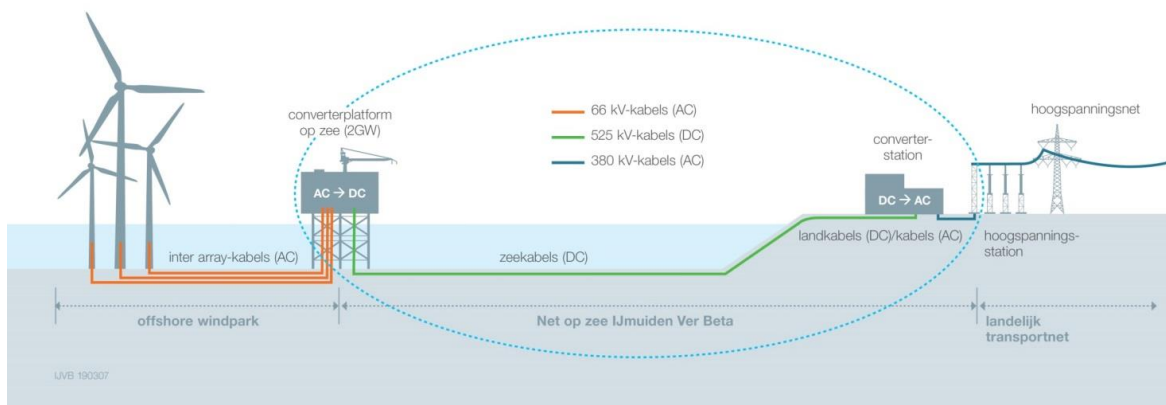 converterplatform
op zee (2GW)
66 kV-kabels (AC)
525 kV-kabels (DC)
380 kV-kabels (AC)
hoogspanningsnet
converter-
station
AC → DC
DC → AC
inter array-kabels (AC)
zeekabels (DC)
landkabels (DC)/kabels (AC)
hoogspannings-
station
offshore windpark
Net op zee IJmuiden Ver Beta
landelijk
transportnet
IJVB 190307